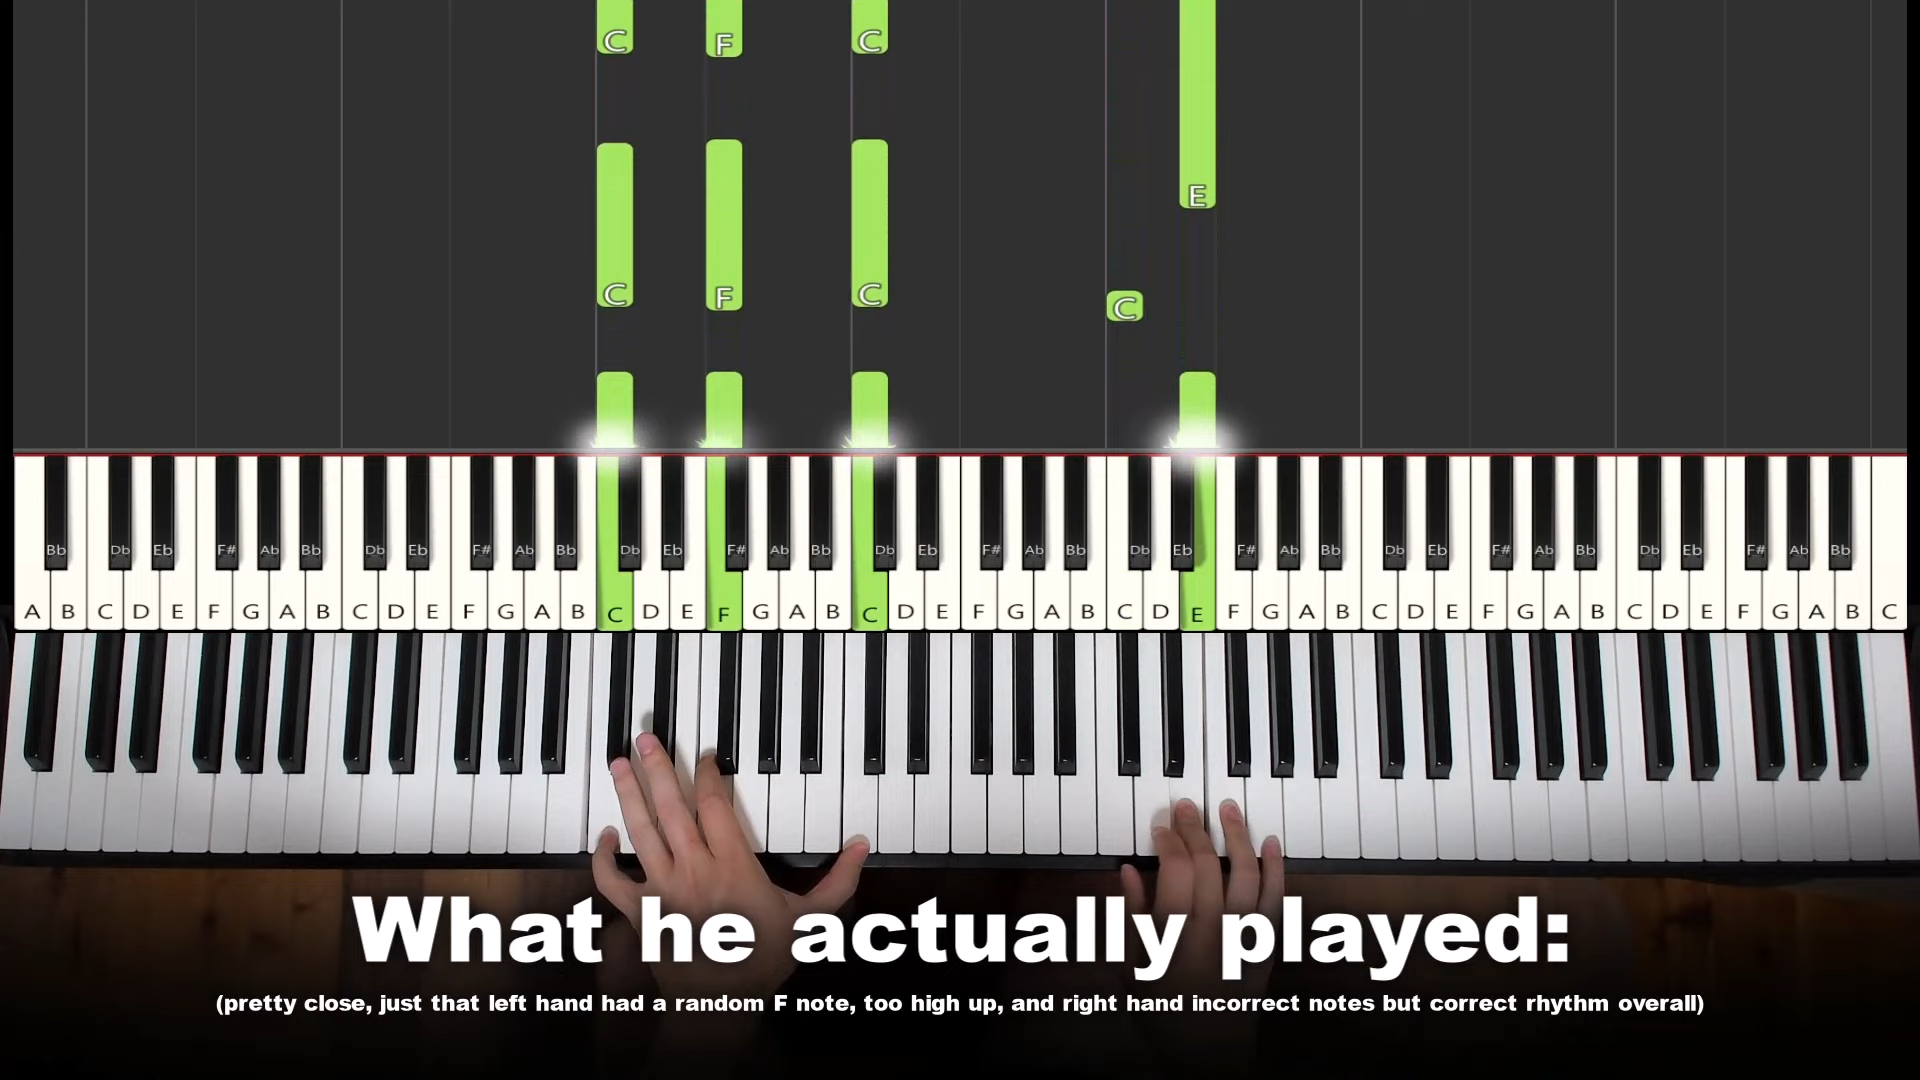 C F C
E
C F C C
Bb Db Eb F# Ab Bb Db Eb F# Ab Bb Db Eb F# Ab Bb Db Eb F# Ab Bb Db Eb F# Ab Bb Db Eb F# Ab Bb Db Eb F# Ab Bb
A B C D E F G A B C D E F G A B C D E F G A B C D E F G A B C D E F G A B C D E F G A B C D E F G A B C
What he actually played:
(pretty close, just that left hand had a random F note, too high up, and right hand incorrect notes but correct rhythm overall)